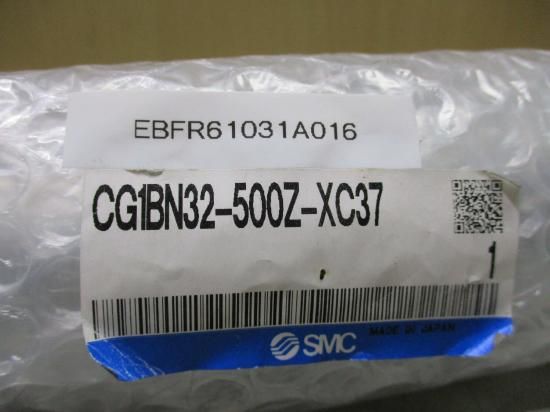 EBFR61031A016
CG1BN32-500Z-XC37
1
SMC
MADE IN JAPAN